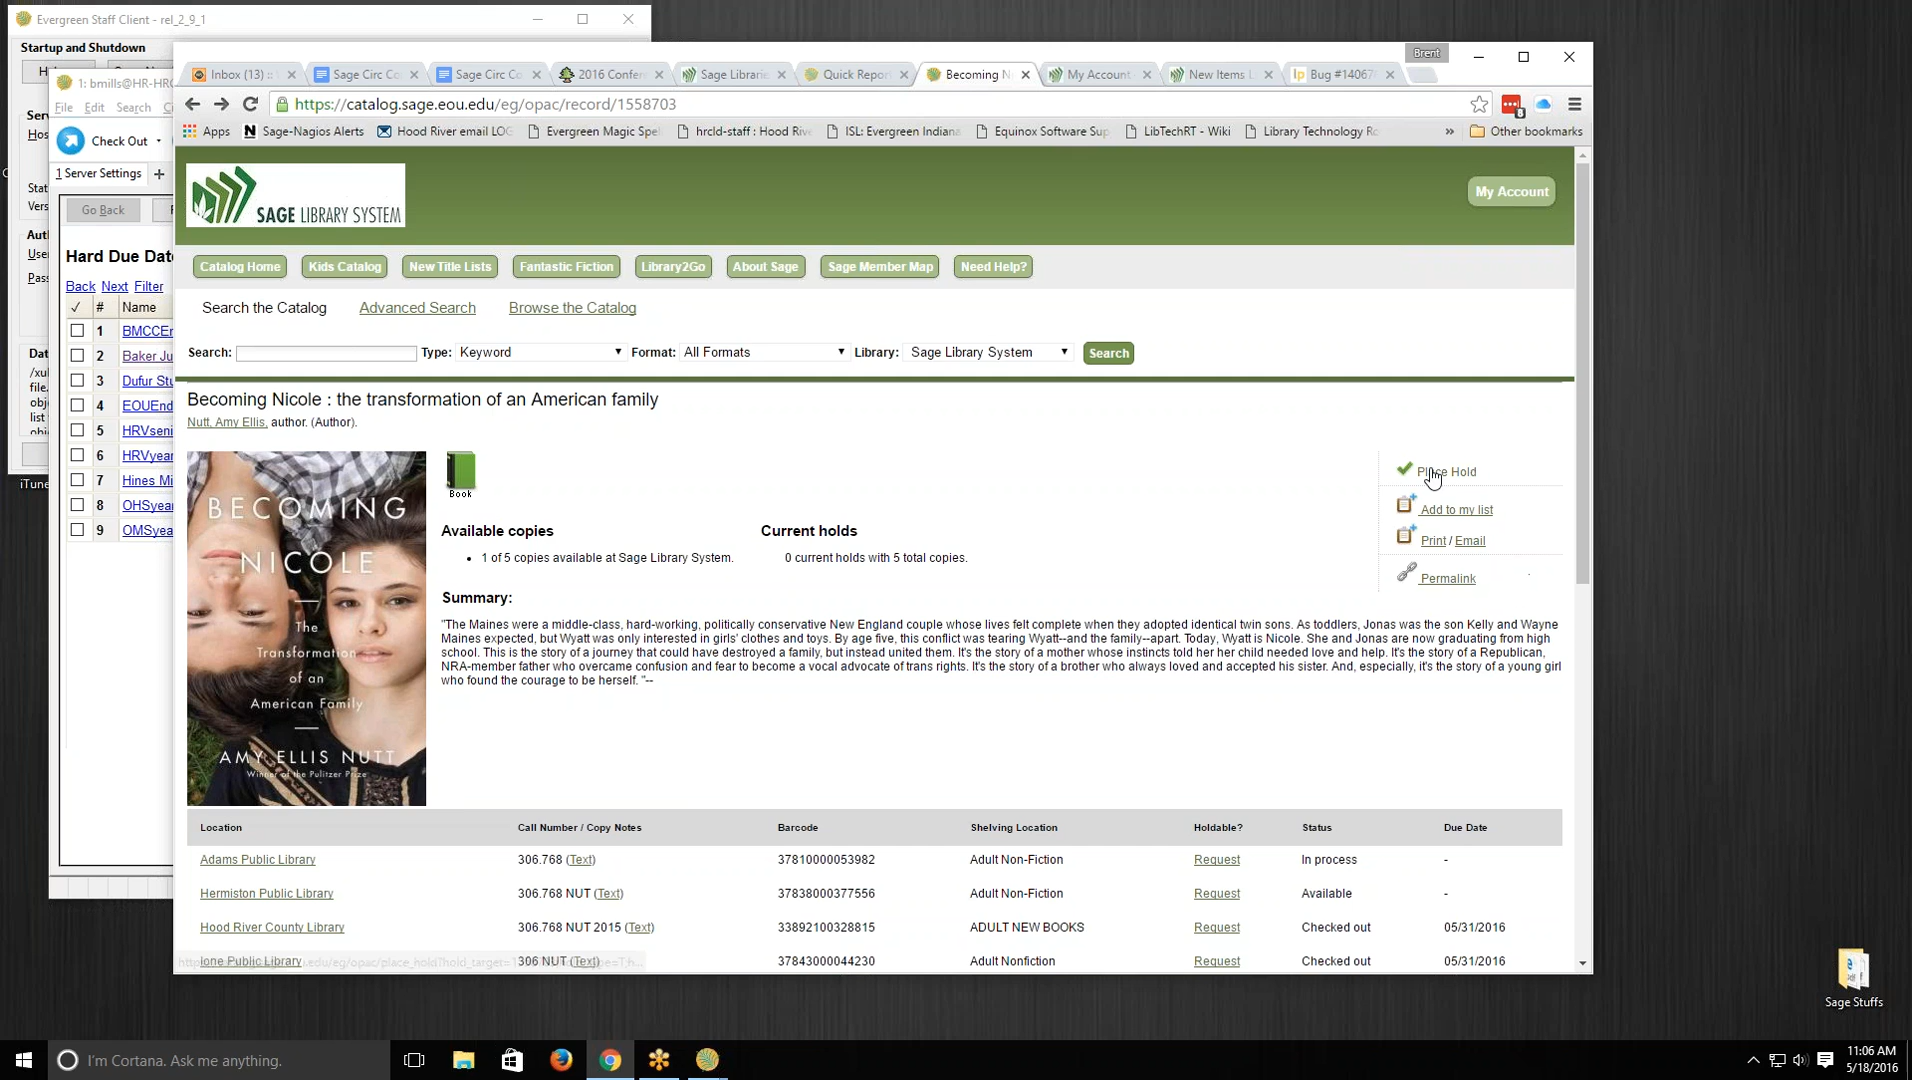 Evergreen Staff Client - rel_2_9_1
Startup and Shutdown
1: bmills@HR-HRC
File Edit Search
Check Out
1 Server Settings
Go Back
Hard Due Dat
Back Next Filter
✓ # Name
1 BMCCEn
2 Baker Ju
3 Dufur Stu
4 EOUEnd
5 HRVseni
6 HRVyear
7 Hines Mi
8 OHSyear
9 OMSyear
Brent
Inbox (13)
Sage Circ Co
Sage Circ Co
2016 Confer
Sage Librarie
Quick Repor
Becoming N
My Account
New Items L
Bug #14067
https://catalog.sage.eou.edu/eg/opac/record/1558703
Apps
Sage-Nagios Alerts
Hood River email LOG
Evergreen Magic Spe
hrcld-staff : Hood Rive
ISL: Evergreen Indiana
Equinox Software Sup
LibTechRT - Wiki
Library Technology Ro
»
Other bookmarks
SAGE LIBRARY SYSTEM
My Account
Catalog Home
Kids Catalog
New Title Lists
Fantastic Fiction
Library2Go
About Sage
Sage Member Map
Need Help?
Search the Catalog Advanced Search Browse the Catalog
Search: Type: Keyword Format: All Formats Library: Sage Library System Search
Becoming Nicole : the transformation of an American family
Nutt, Amy Ellis, author. (Author).
BECOMING
NICOLE
The
Transformation
of an
American Family
AMY ELLIS NUTT
Winner of the Pulitzer Prize
Book
Place Hold
Add to my list
Print / Email
Permalink
Available copies
1 of 5 copies available at Sage Library System.
Current holds
0 current holds with 5 total copies.
Summary:
"The Maines were a middle-class, hard-working, politically conservative New England couple whose lives felt complete when they adopted identical twin sons. As toddlers, Jonas was the son Kelly and Wayne
Maines expected, but Wyatt was only interested in girls' clothes and toys. By age five, this conflict was tearing Wyatt--and the family--apart. Today, Wyatt is Nicole. She and Jonas are now graduating from high
school. This is the story of a journey that could have destroyed a family, but instead united them. It's the story of a mother whose instincts told her her child needed love and help. It's the story of a Republican,
NRA-member father who overcame confusion and fear to become a vocal advocate of trans rights. It's the story of a brother who always loved and accepted his sister. And, especially, it's the story of a young girl
who found the courage to be herself. "--
Location Call Number / Copy Notes Barcode Shelving Location Holdable? Status Due Date
Adams Public Library 306.768 (Text) 37810000053982 Adult Non-Fiction Request In process -
Hermiston Public Library 306.768 NUT (Text) 37838000377556 Adult Non-Fiction Request Available -
Hood River County Library 306.768 NUT 2015 (Text) 33892100328815 ADULT NEW BOOKS Request Checked out 05/31/2016
Ione Public Library 306 NUT (Text) 37843000044230 Adult Nonfiction Request Checked out 05/31/2016
Sage Stuffs
I'm Cortana. Ask me anything.
11:06 AM
5/18/2016